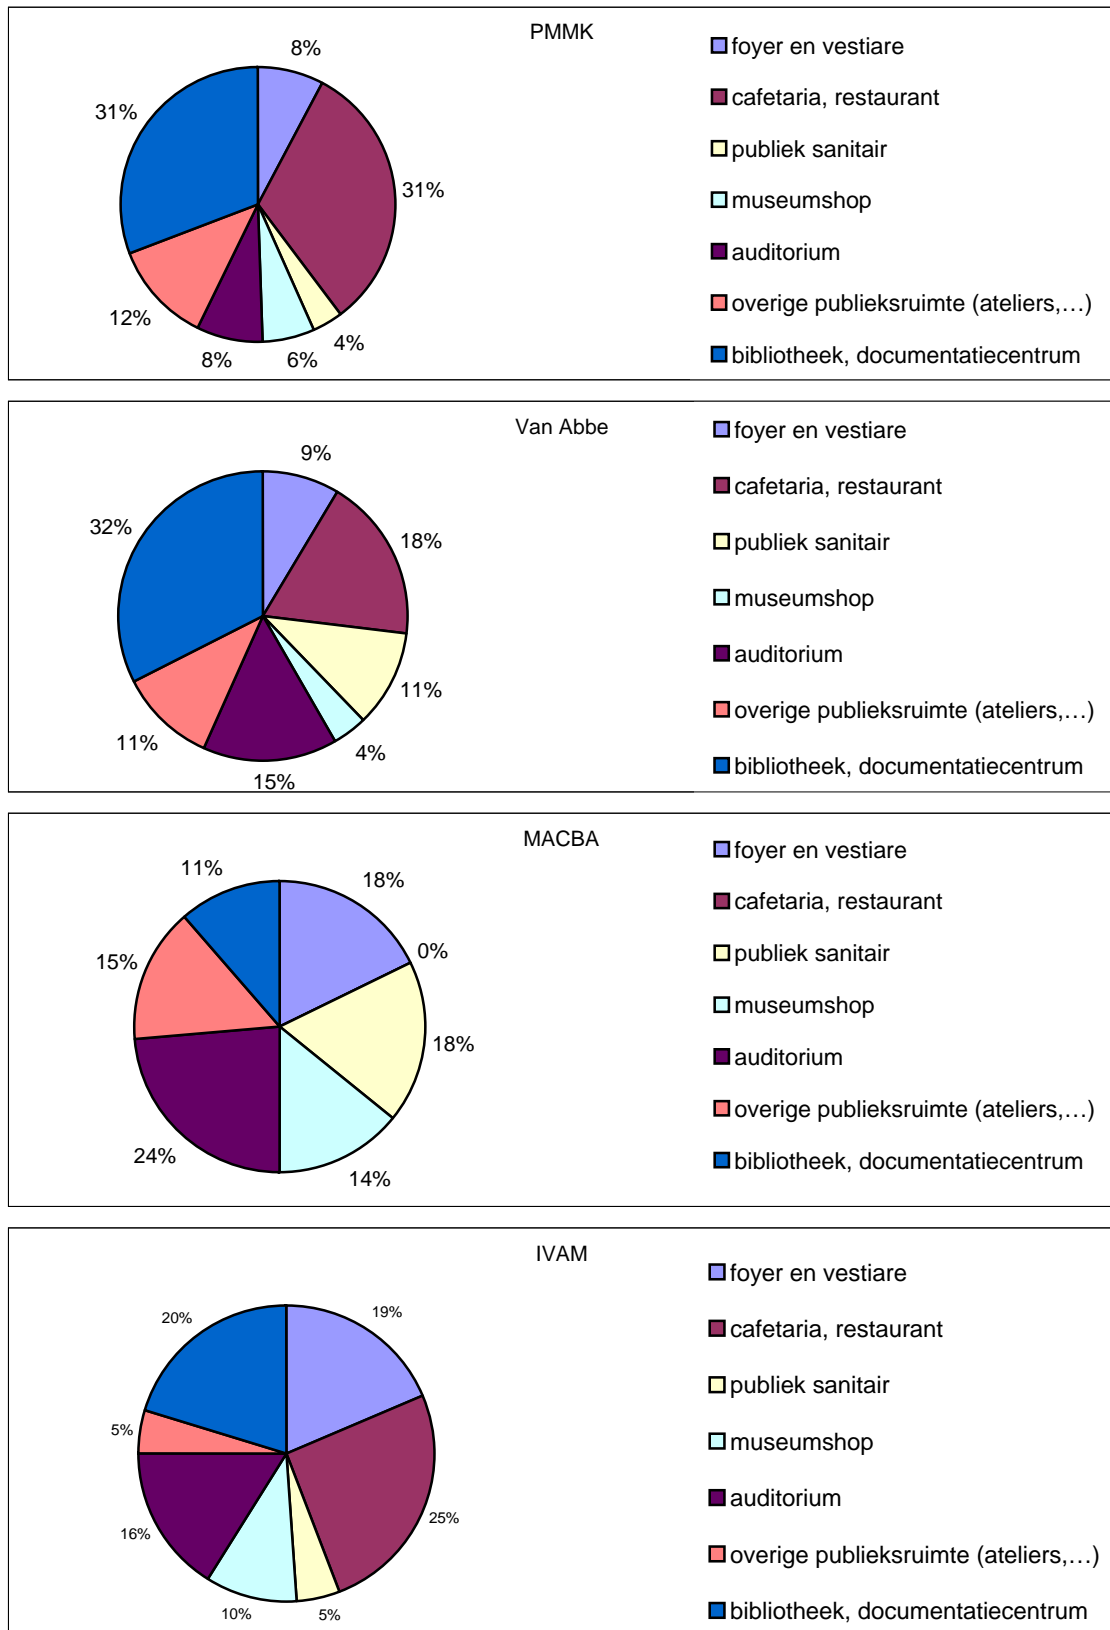 PMMK
8%
31%
4%
6%
8%
12%
31%
foyer en vestiare
cafetaria, restaurant
publiek sanitair
museumshop
auditorium
overige publieksruimte (ateliers,...)
bibliotheek, documentatiecentrum
Van Abbe
9%
18%
11%
4%
15%
11%
32%
foyer en vestiare
cafetaria, restaurant
publiek sanitair
museumshop
auditorium
overige publieksruimte (ateliers,...)
bibliotheek, documentatiecentrum
MACBA
18%
0%
18%
14%
24%
15%
11%
foyer en vestiare
cafetaria, restaurant
publiek sanitair
museumshop
auditorium
overige publieksruimte (ateliers,...)
bibliotheek, documentatiecentrum
IVAM
19%
25%
5%
10%
16%
5%
20%
foyer en vestiare
cafetaria, restaurant
publiek sanitair
museumshop
auditorium
overige publieksruimte (ateliers,...)
bibliotheek, documentatiecentrum